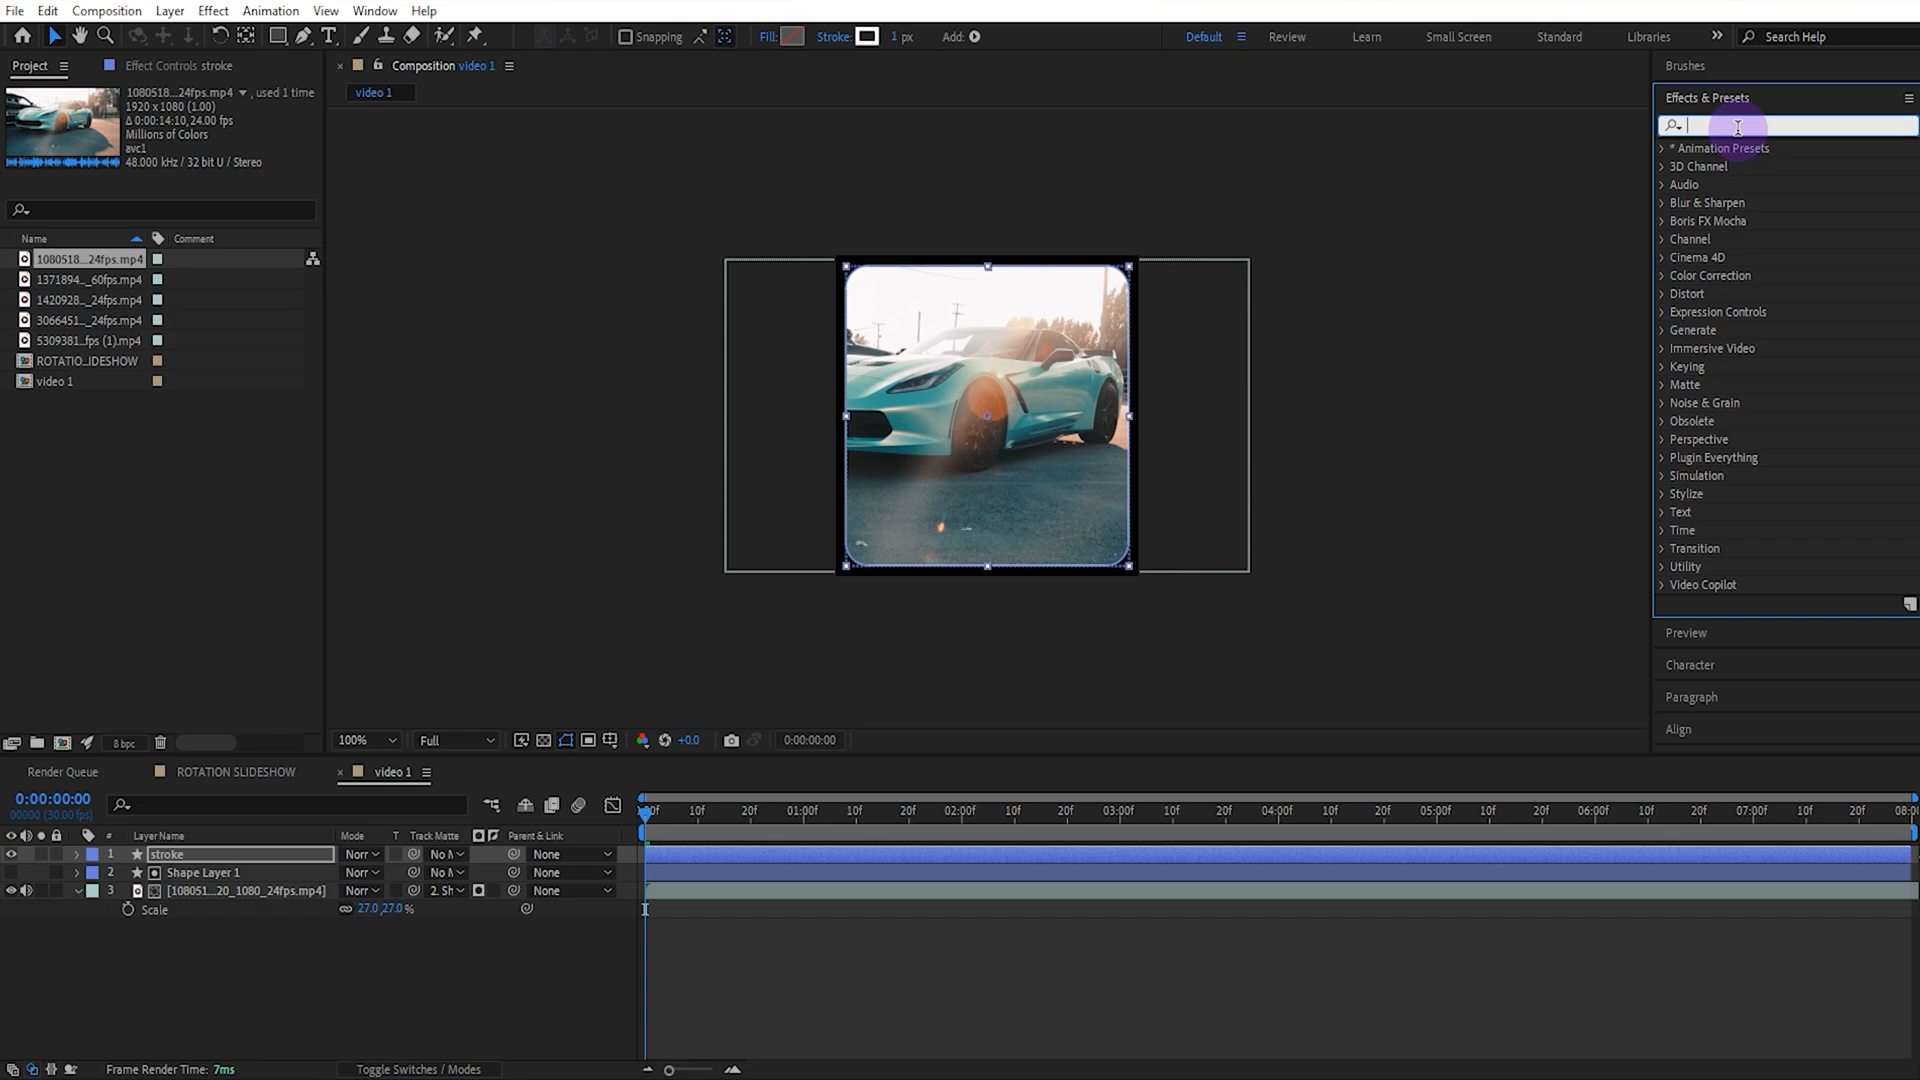 File Edit Composition Layer Effect Animation View Window Help
Snapping Fill: Stroke: 1 px Add: Default Review Learn Small Screen Standard Libraries » Search Help
Project Effect Controls stroke
Composition video 1
video 1
1080518...24fps.mp4 , used 1 time
1920 x 1080 (1.00)
Δ 0:00:14:10, 24.00 fps
Millions of Colors
avc1
48.000 kHz / 32 bit U / Stereo
Name Comment
1080518...24fps.mp4
1371894..._60fps.mp4
1420928..._24fps.mp4
3066451..._24fps.mp4
5309381...fps (1).mp4
ROTATIO...IDESHOW
video 1
8 bpc
100% Full +0.0 0:00:00:00
Brushes
Effects & Presets
* Animation Presets
3D Channel
Audio
Blur & Sharpen
Boris FX Mocha
Channel
Cinema 4D
Color Correction
Distort
Expression Controls
Generate
Immersive Video
Keying
Matte
Noise & Grain
Obsolete
Perspective
Plugin Everything
Simulation
Stylize
Text
Time
Transition
Utility
Video Copilot
Preview
Character
Paragraph
Align
Render Queue ROTATION SLIDESHOW video 1
0:00:00:00
00000 (30.00 fps)
10f 20f 01:00f 10f 20f 02:00f 10f 20f 03:00f 10f 20f 04:00f 10f 20f 05:00f 10f 20f 06:00f 10f 20f 07:00f 10f 20f
# Layer Name Mode T Track Matte Parent & Link
1 stroke Norr No M None
2 Shape Layer 1 Norr No M None
3 [108051...20_1080_24fps.mp4] Norr 2. Sh None
Scale 27.0,27.0 %
Frame Render Time: 7ms Toggle Switches / Modes